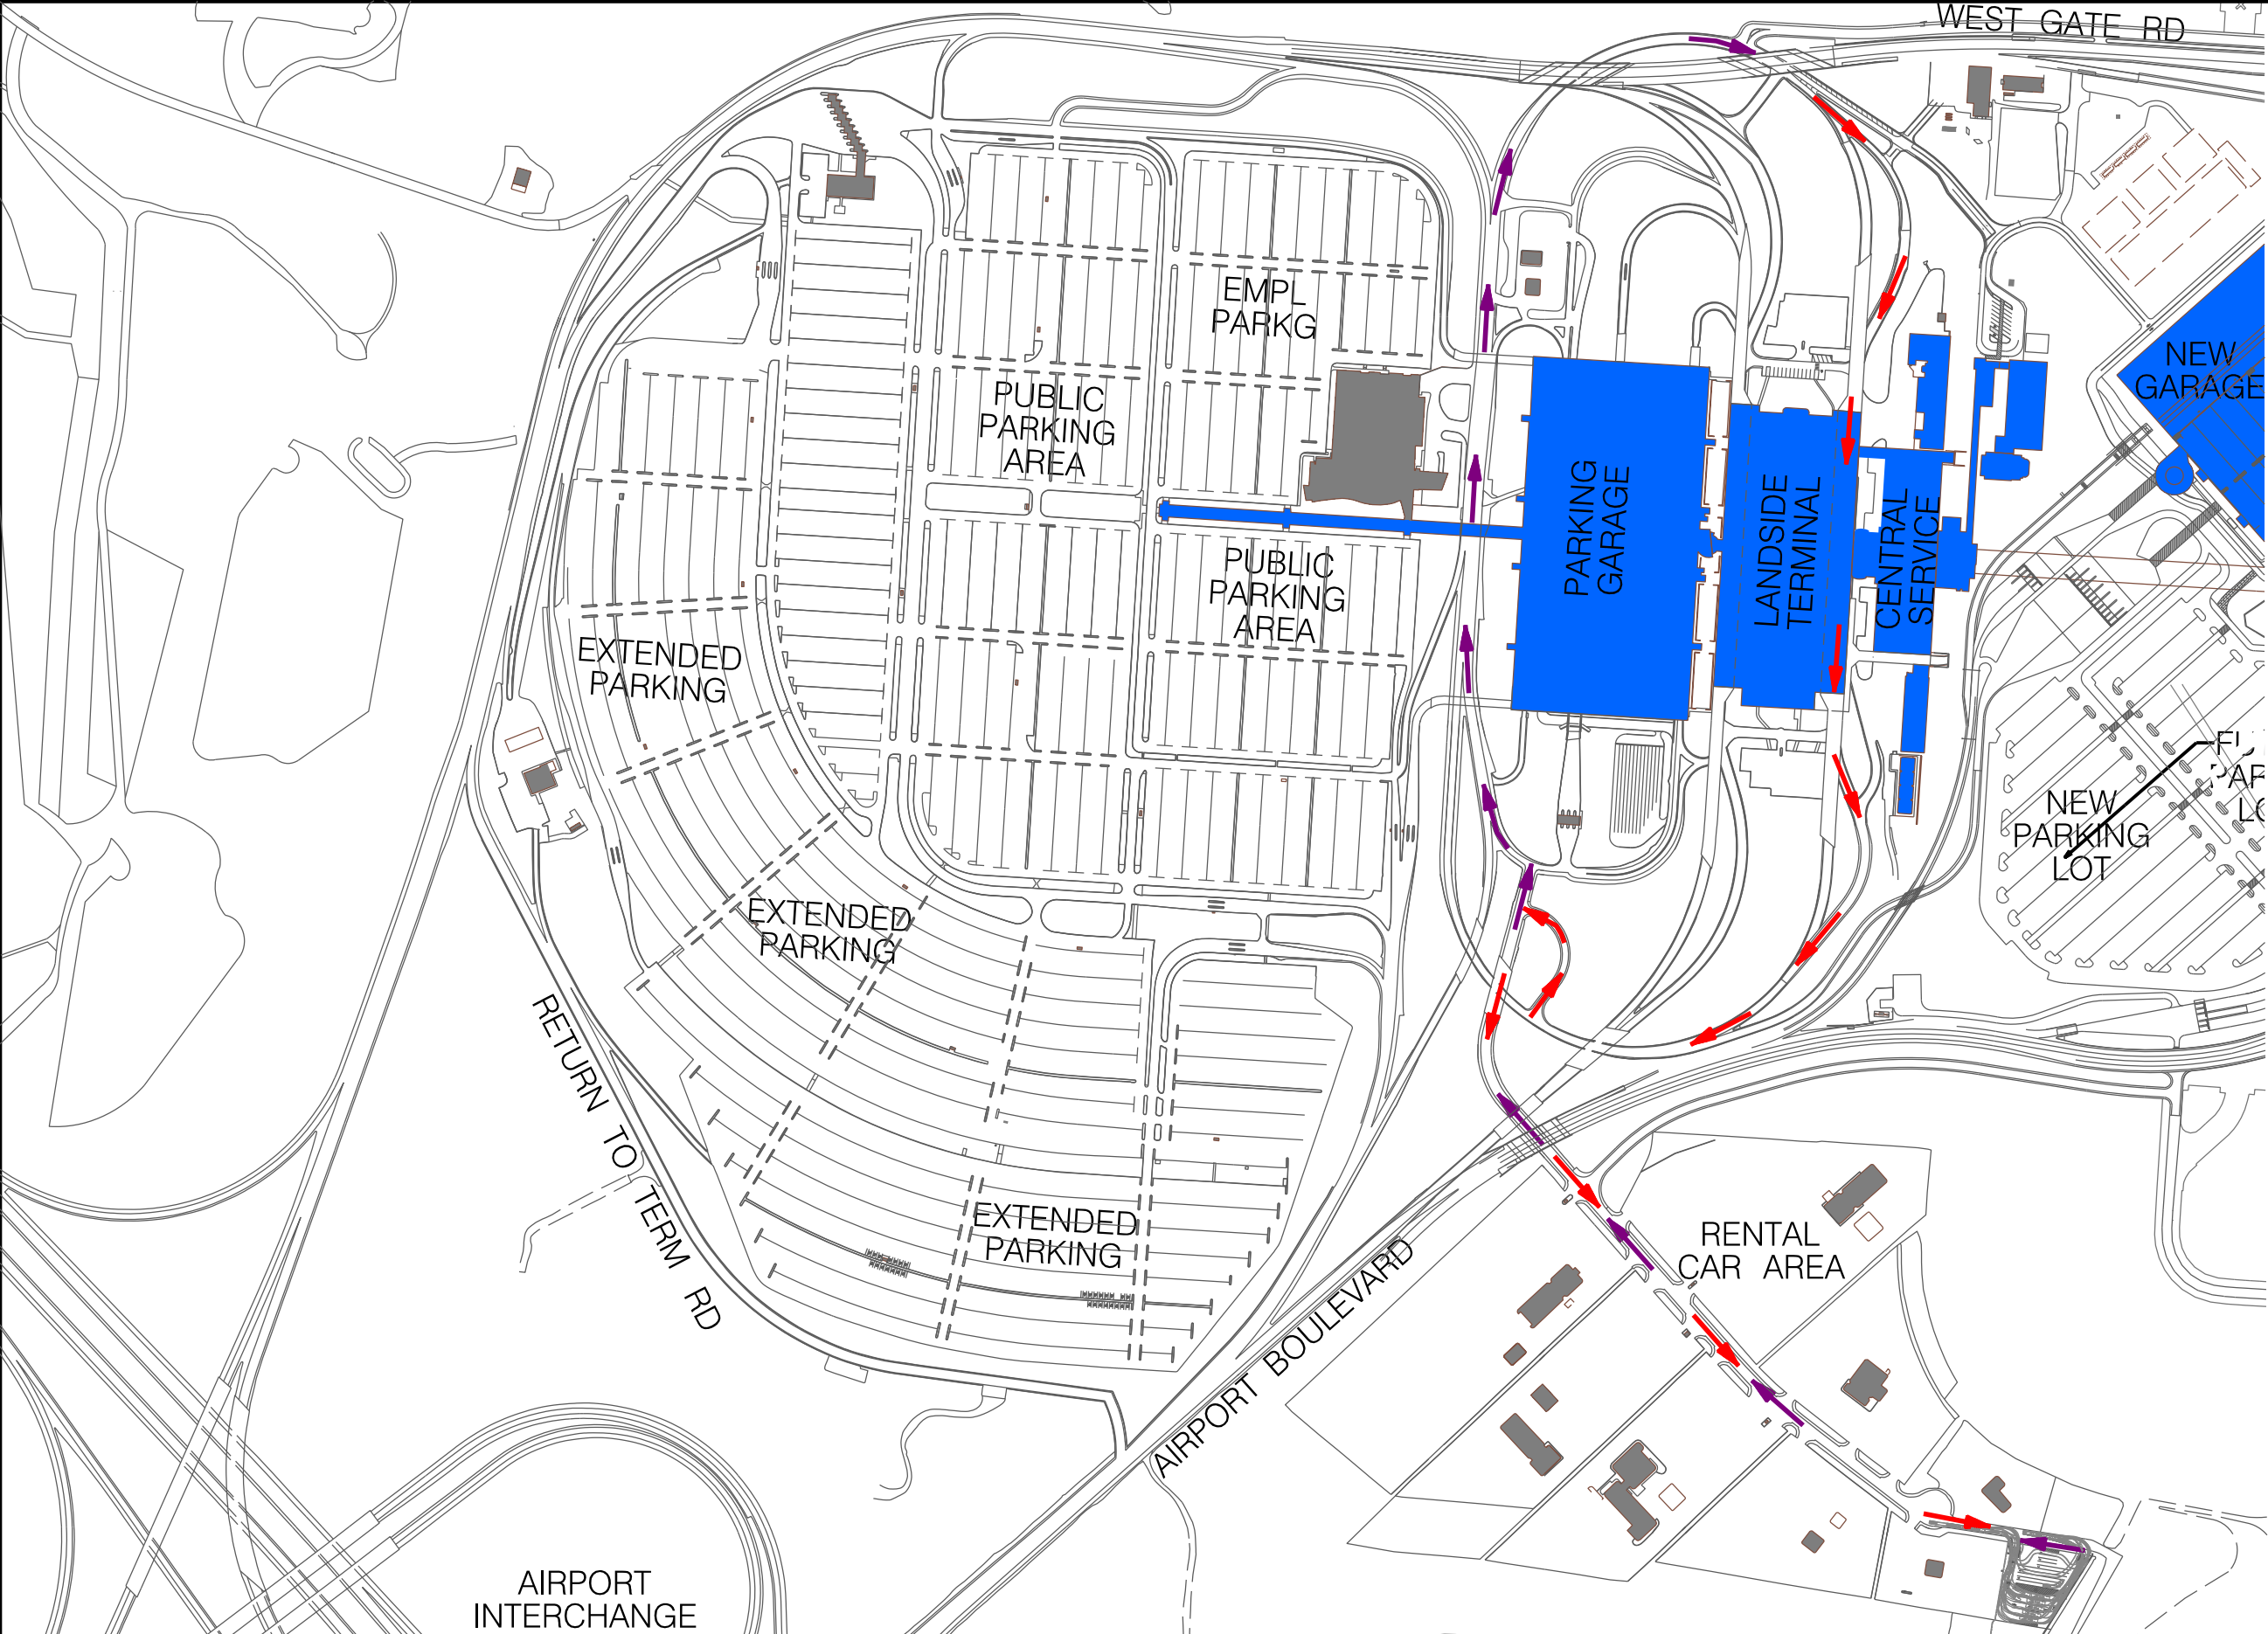 WEST GATE RD
EMPL
PARKG
NEW
GARAGE
PUBLIC
PARKING
AREA
PARKING
GARAGE
LANDSIDE
TERMINAL
CENTRAL
SERVICE
PUBLIC
PARKING
AREA
EXTENDED
PARKING
NEW
PARKING
LOT
EXTENDED
PARKING
RETURN TO TERM RD
EXTENDED
PARKING
RENTAL
CAR AREA
AIRPORT BOULEVARD
AIRPORT
INTERCHANGE